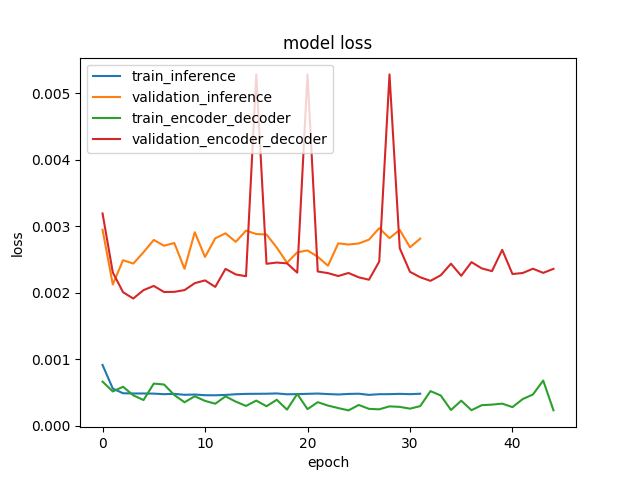 model loss
train_inference
validation_inference
train_encoder_decoder
validation_encoder_decoder
0.005
0.004
0.003
0.002
0.001
0.000
loss
0 10 20 30 40
epoch